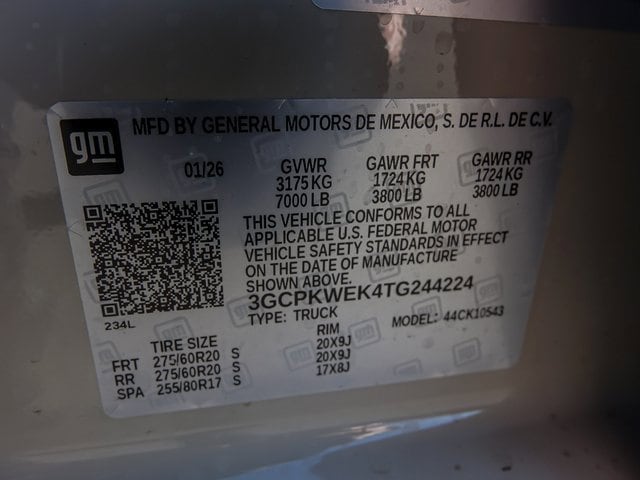 gm
MFD BY GENERAL MOTORS DE MEXICO, S. DE R.L. DE C.V.
01/26 GVWR GAWR FRT GAWR RR
3175 KG 1724 KG 1724 KG
7000 LB 3800 LB 3800 LB
THIS VEHICLE CONFORMS TO ALL
APPLICABLE U.S. FEDERAL MOTOR
VEHICLE SAFETY STANDARDS IN EFFECT
ON THE DATE OF MANUFACTURE
SHOWN ABOVE.
3GCPKWEK4TG244224
234L
TYPE: TRUCK MODEL: 44CK10543
TIRE SIZE RIM
FRT 275/60R20 S 20X9J
RR 275/60R20 S 20X9J
SPA 255/80R17 S 17X8J